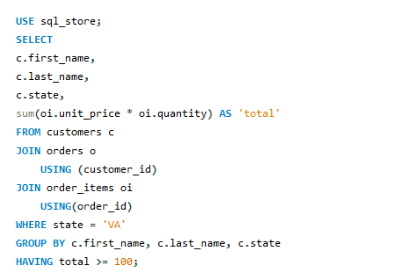 USE sql_store;
SELECT
c.first_name,
c.last_name,
c.state,
sum(oi.unit_price * oi.quantity) AS 'total'
FROM customers c
JOIN orders o
    USING (customer_id)
JOIN order_items oi
    USING(order_id)
WHERE state = 'VA'
GROUP BY c.first_name, c.last_name, c.state
HAVING total >= 100;